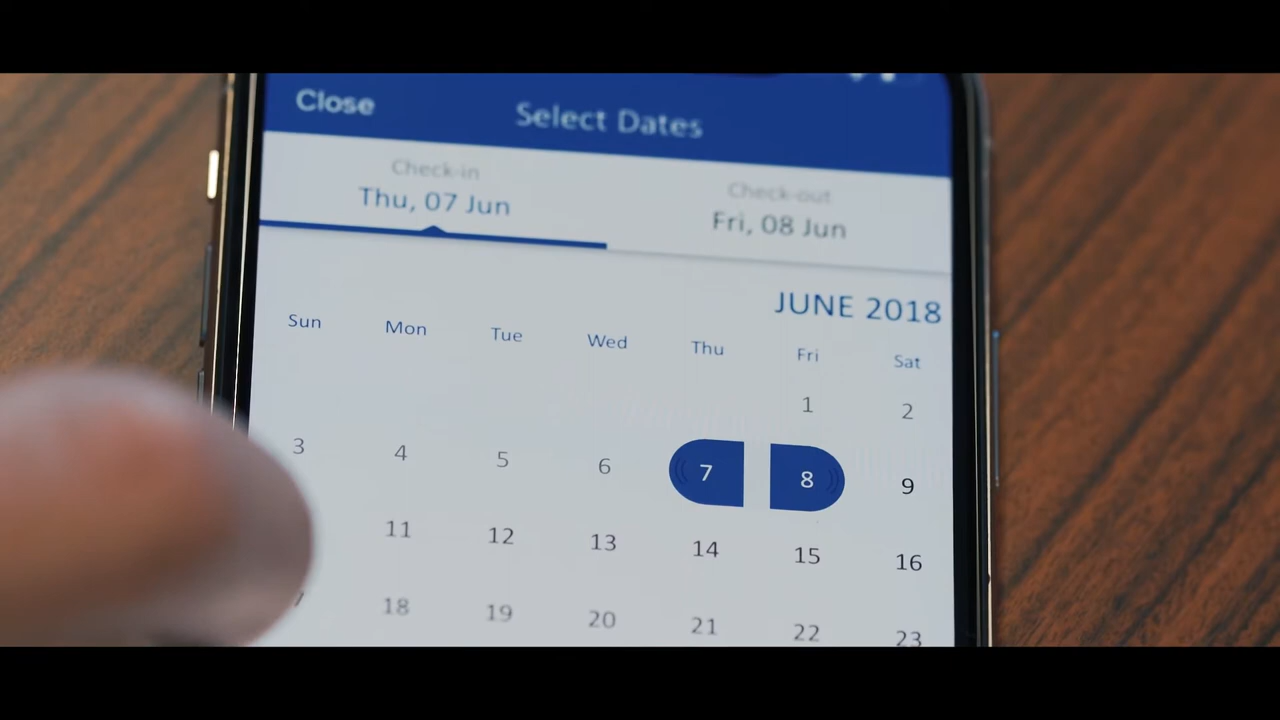 Close
Select Dates
Check-in
Check-out
Thu, 07 Jun
Fri, 08 Jun
JUNE 2018
Sun Mon Tue Wed Thu Fri Sat
1 2
3 4 5 6 7 8 9
11 12 13 14 15 16
18 19 20 21 22 23